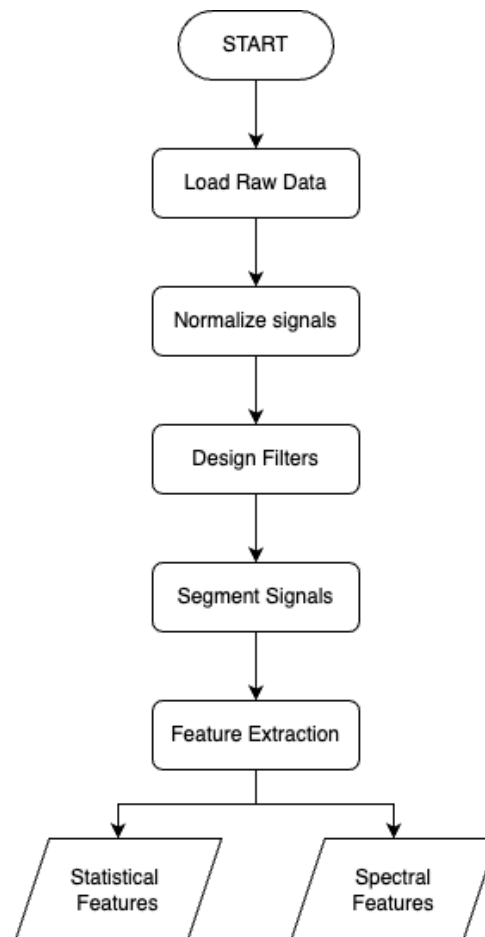 START
Load Raw Data
Normalize signals
Design Filters
Segment Signals
Feature Extraction
Statistical
Features
Spectral
Features